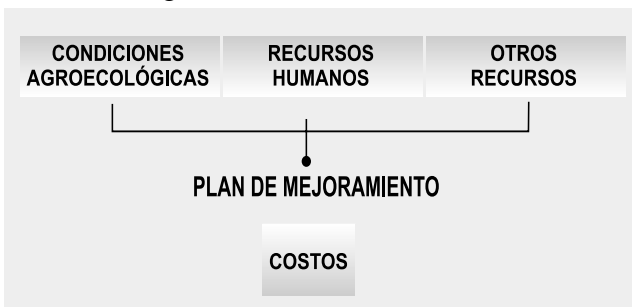 CONDICIONES
AGROECOLÓGICAS
RECURSOS
HUMANOS
OTROS
RECURSOS
PLAN DE MEJORAMIENTO
COSTOS